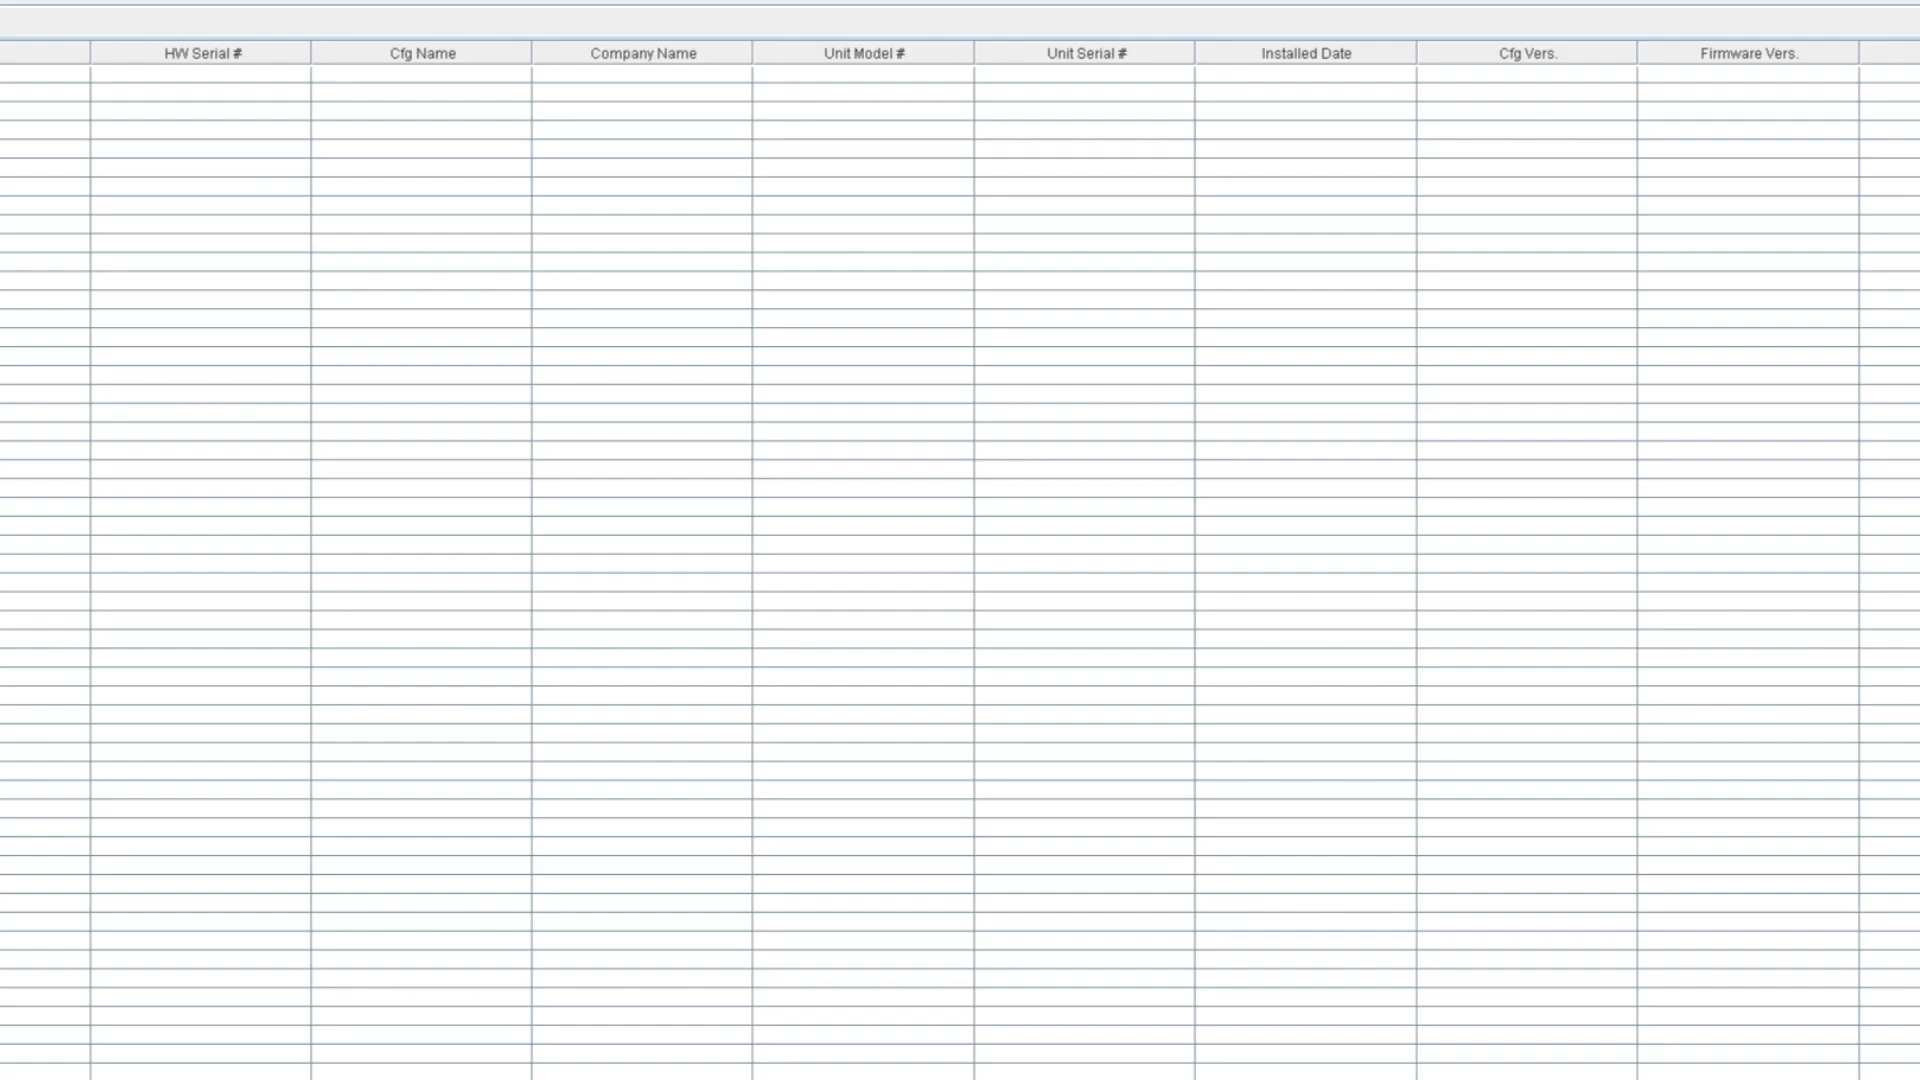 HW Serial # Cfg Name Company Name Unit Model # Unit Serial # Installed Date Cfg Vers. Firmware Vers.